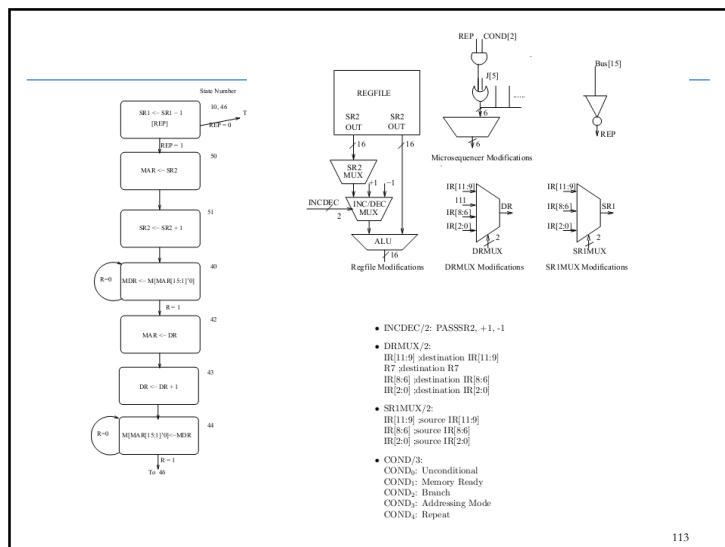 State Number
10, 46
SR1 <- SR1 − 1
[REP]
T
REP = 0
REP = 1
50
MAR <- SR2
51
SR2 <- SR2 + 1
40
R=0
MDR <- M[MAR[15:1]'0]
R = 1
42
MAR <- DR
43
DR <- DR + 1
44
R=0
M[MAR[15:1]'0]<-MDR
R = 1
To 46
REGFILE
SR2 SR2
OUT OUT
16 16
SR2
MUX
+1 −1
INCDEC
2
INC/DEC
MUX
ALU
16
Regfile Modifications
REP COND[2]
J[5]
......
6
6
Microsequencer Modifications
Bus[15]
REP
IR[11:9]
111
IR[8:6]
IR[2:0]
DR
2
DRMUX
DRMUX Modifications
IR[11:9]
IR[8:6]
IR[2:0]
SR1
2
SR1MUX
SR1MUX Modifications
• INCDEC/2: PASSSR2, +1, -1
• DRMUX/2:
IR[11:9] ;destination IR[11:9]
R7 ;destination R7
IR[8:6] ;destination IR[8:6]
IR[2:0] ;destination IR[2:0]
• SR1MUX/2:
IR[11:9] ;source IR[11:9]
IR[8:6] ;source IR[8:6]
IR[2:0] ;source IR[2:0]
• COND/3:
COND₀: Unconditional
COND₁: Memory Ready
COND₂: Branch
COND₃: Addressing Mode
COND₄: Repeat
113